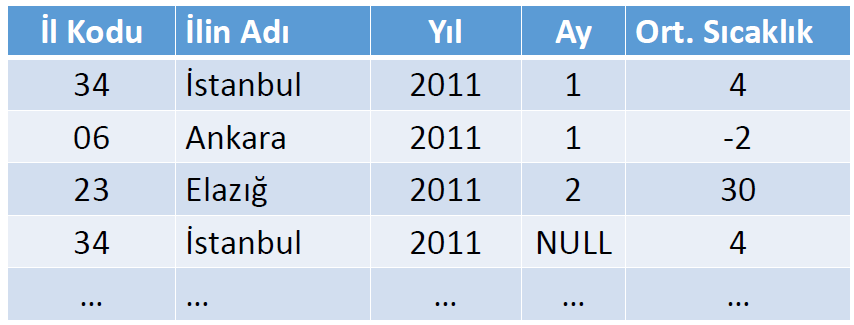 İl Kodu İlin Adı Yıl Ay Ort. Sıcaklık
34 İstanbul 2011 1 4
06 Ankara 2011 1 -2
23 Elazığ 2011 2 30
34 İstanbul 2011 NULL 4
... ... ... ... ...